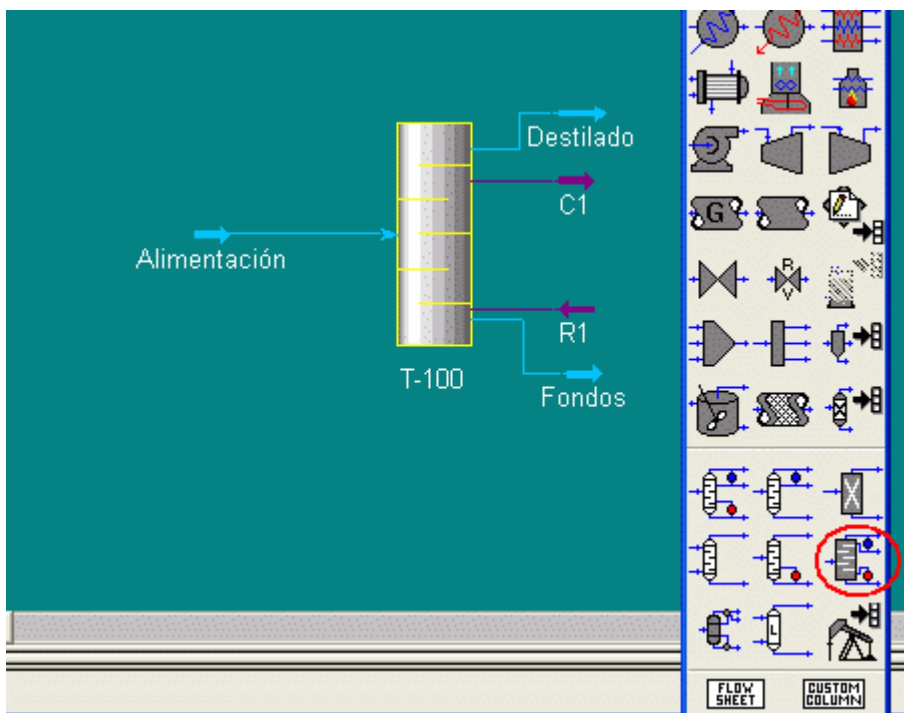 Destilado
C1
Alimentación
R1
T-100
Fondos
G
R
V
L
FLOW
SHEET
CUSTOM
COLUMN